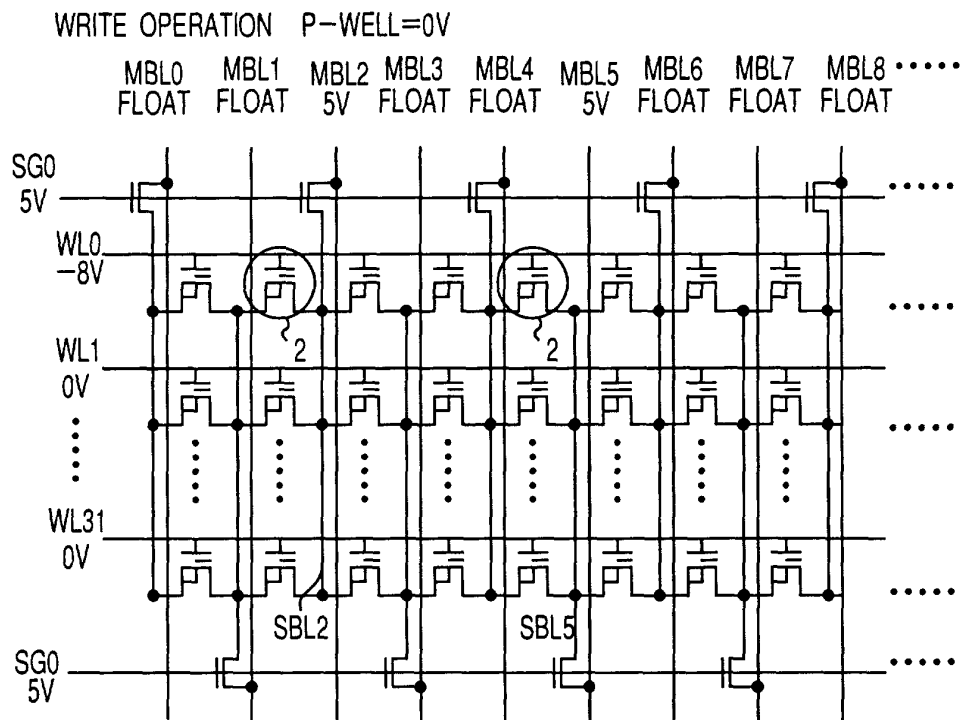 WRITE OPERATION P-WELL=0V
MBL0 MBL1 MBL2 MBL3 MBL4 MBL5 MBL6 MBL7 MBL8
FLOAT FLOAT 5V FLOAT FLOAT 5V FLOAT FLOAT FLOAT
SG0
5V
WL0
-8V
2 2
WL1
0V
WL31
0V
SBL2 SBL5
SG0
5V